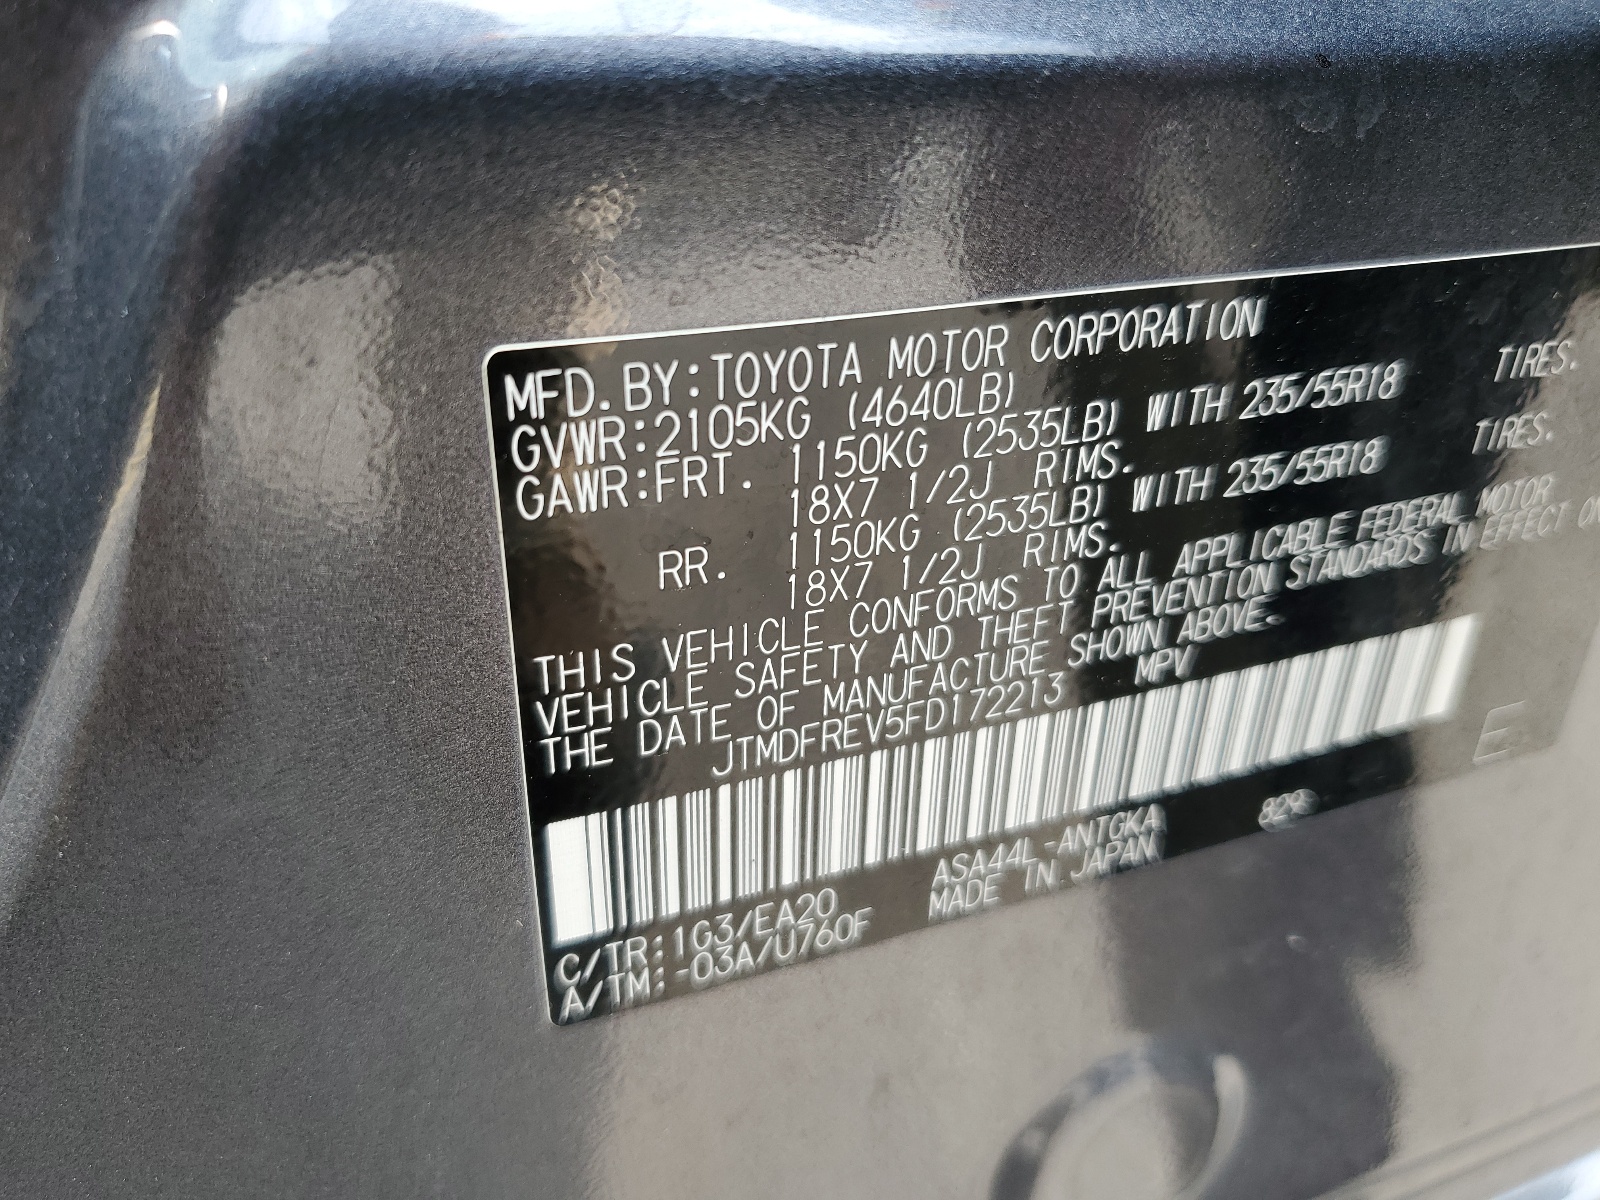 MFD. BY: TOYOTA MOTOR CORPORATION
GVWR: 2105KG (4640LB)
GAWR: FRT. 1150KG (2535LB) WITH 235/55R18 TIRES.
18X7 1/2J RIMS.
RR. 1150KG (2535LB) WITH 235/55R18 TIRES.
18X7 1/2J RIMS.
THIS VEHICLE CONFORMS TO ALL APPLICABLE FEDERAL MOTOR
VEHICLE SAFETY AND THEFT PREVENTION STANDARDS IN EFFECT ON
THE DATE OF MANUFACTURE SHOWN ABOVE.
JTMDFREV5FD172213 MPV
C/TR: 1G3/EA20 ASA44L-ANTGKA
A/TM: -03A/U760F MADE IN JAPAN
E